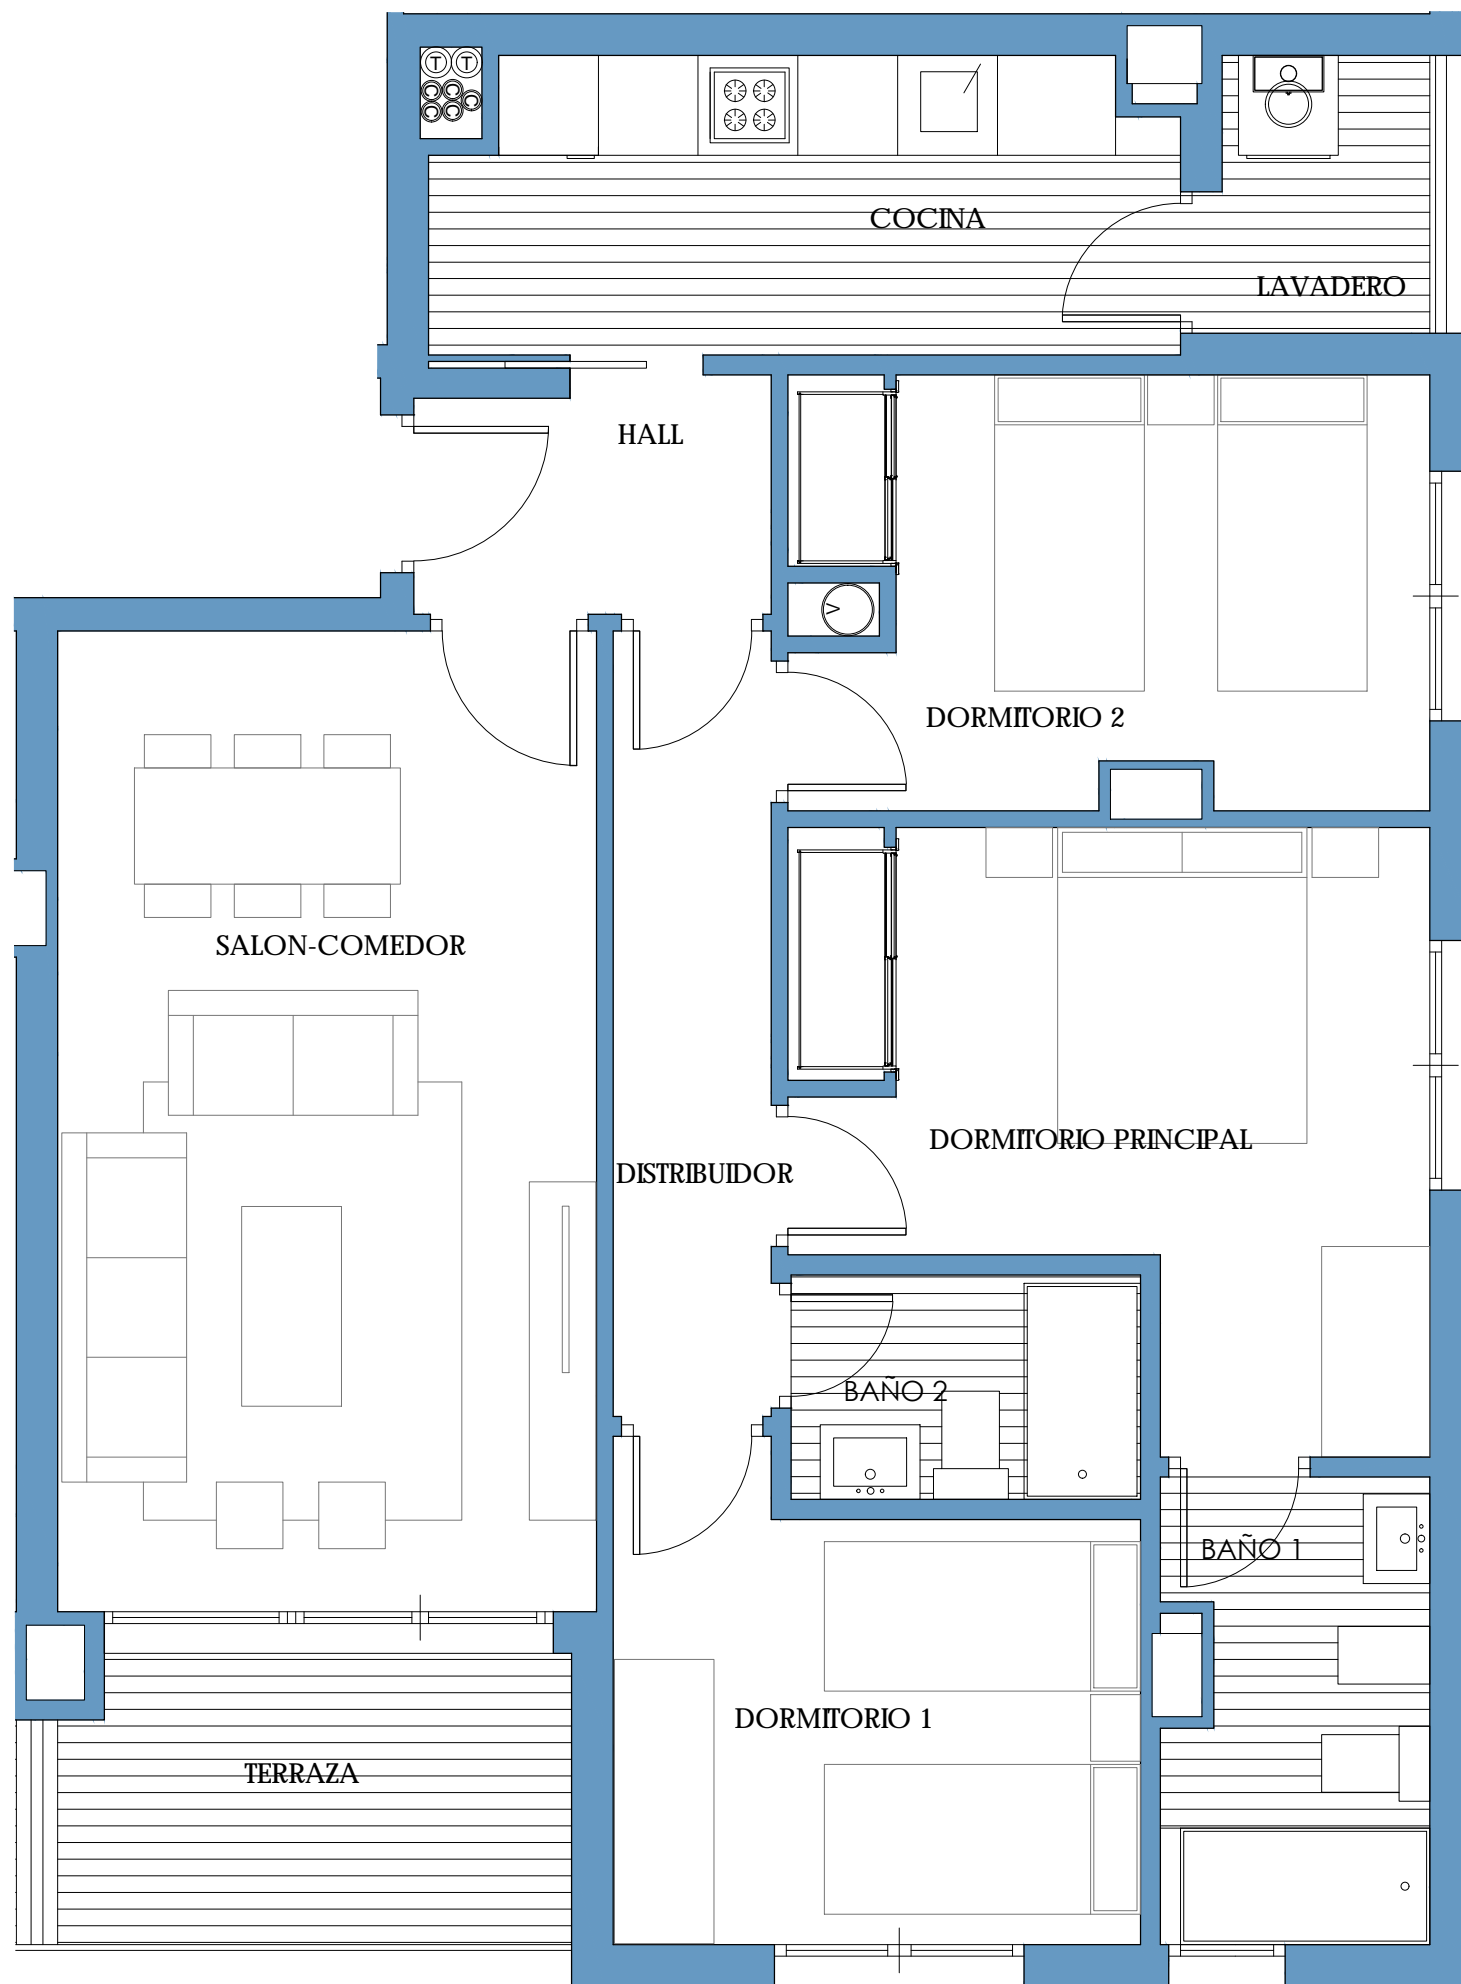 T T
C C C
C C
COCINA
LAVADERO
HALL
V
DORMITORIO 2
SALON-COMEDOR
DORMITORIO PRINCIPAL
DISTRIBUIDOR
BAÑO 2
BAÑO 1
DORMITORIO 1
TERRAZA